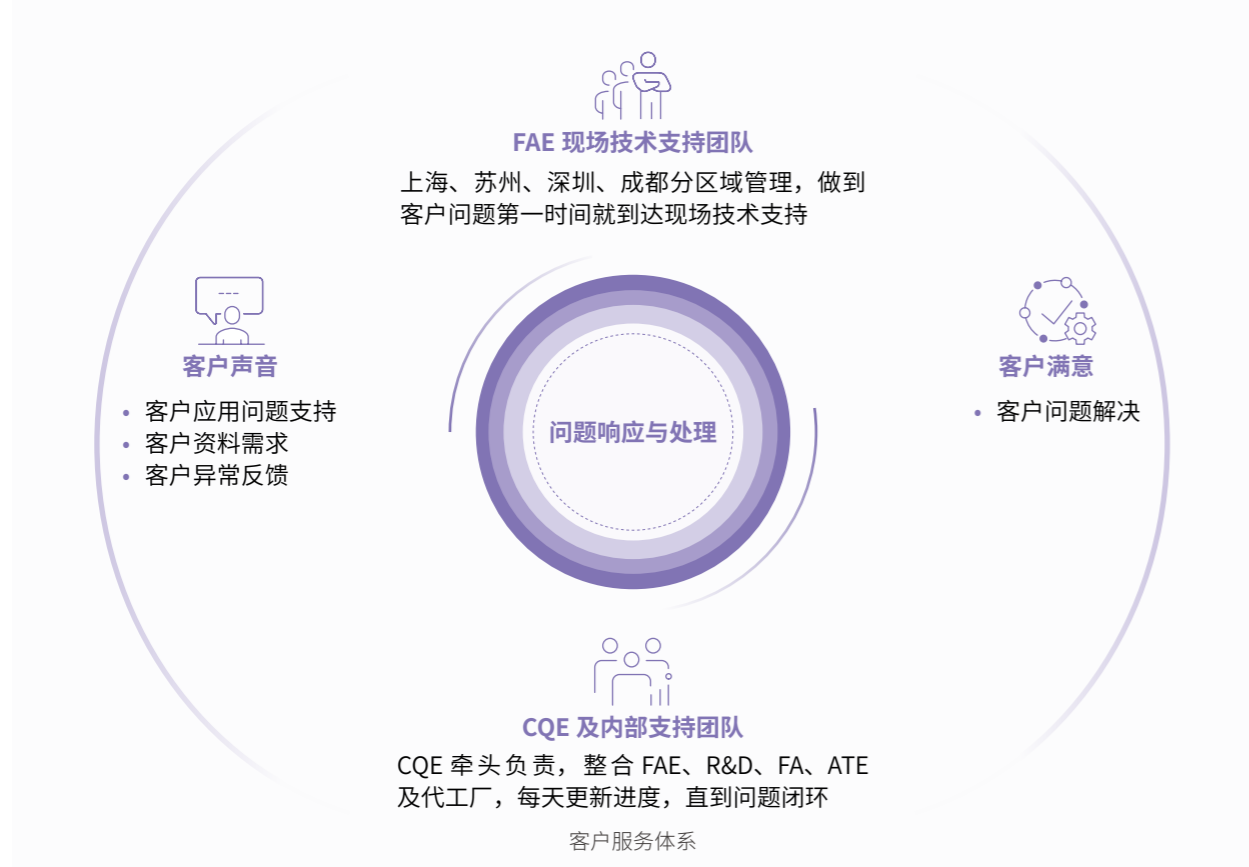 FAE 现场技术支持团队
上海、苏州、深圳、成都分区域管理，做到
客户问题第一时间就到达现场技术支持
客户声音
• 客户应用问题支持
• 客户资料需求
• 客户异常反馈
问题响应与处理
客户满意
• 客户问题解决
CQE 及内部支持团队
CQE 牵头负责，整合 FAE、R&D、FA、ATE
及代工厂，每天更新进度，直到问题闭环
客户服务体系